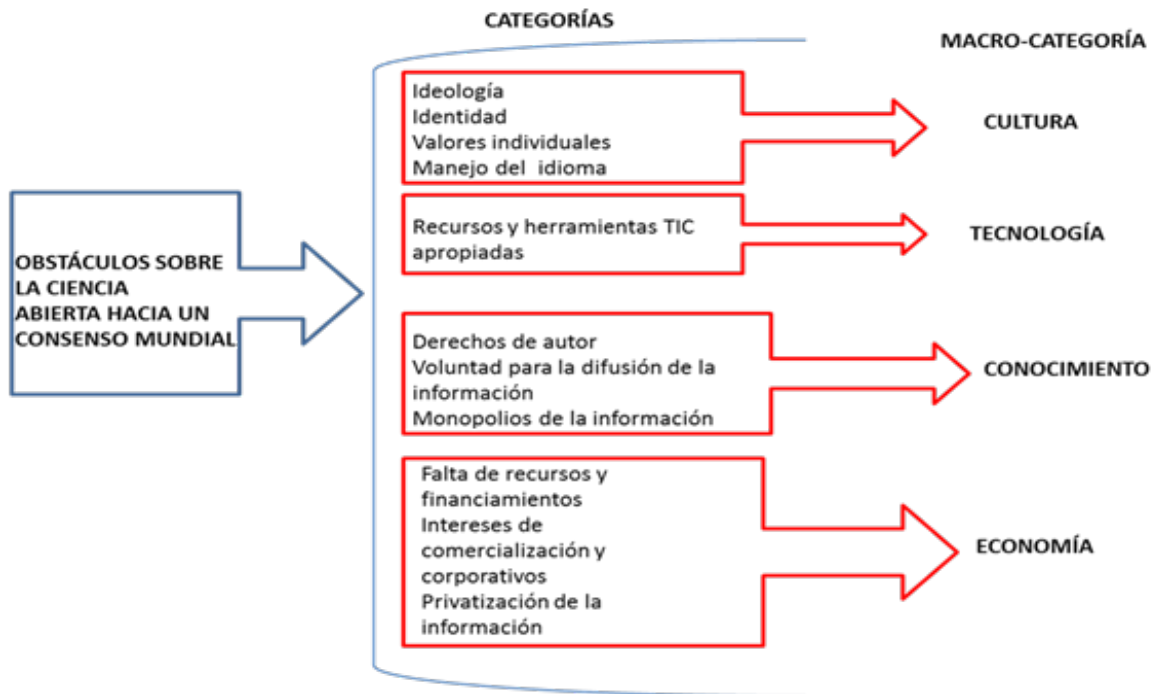 CATEGORÍAS
MACRO-CATEGORÍA
OBSTÁCULOS SOBRE
LA CIENCIA
ABIERTA HACIA UN
CONSENSO MUNDIAL
Ideología
Identidad
Valores individuales
Manejo del idioma
CULTURA
Recursos y herramientas TIC
apropiadas
TECNOLOGÍA
Derechos de autor
Voluntad para la difusión de la
información
Monopolios de la información
CONOCIMIENTO
Falta de recursos y
financiamientos
Intereses de
comercialización y
corporativos
Privatización de la
información
ECONOMÍA